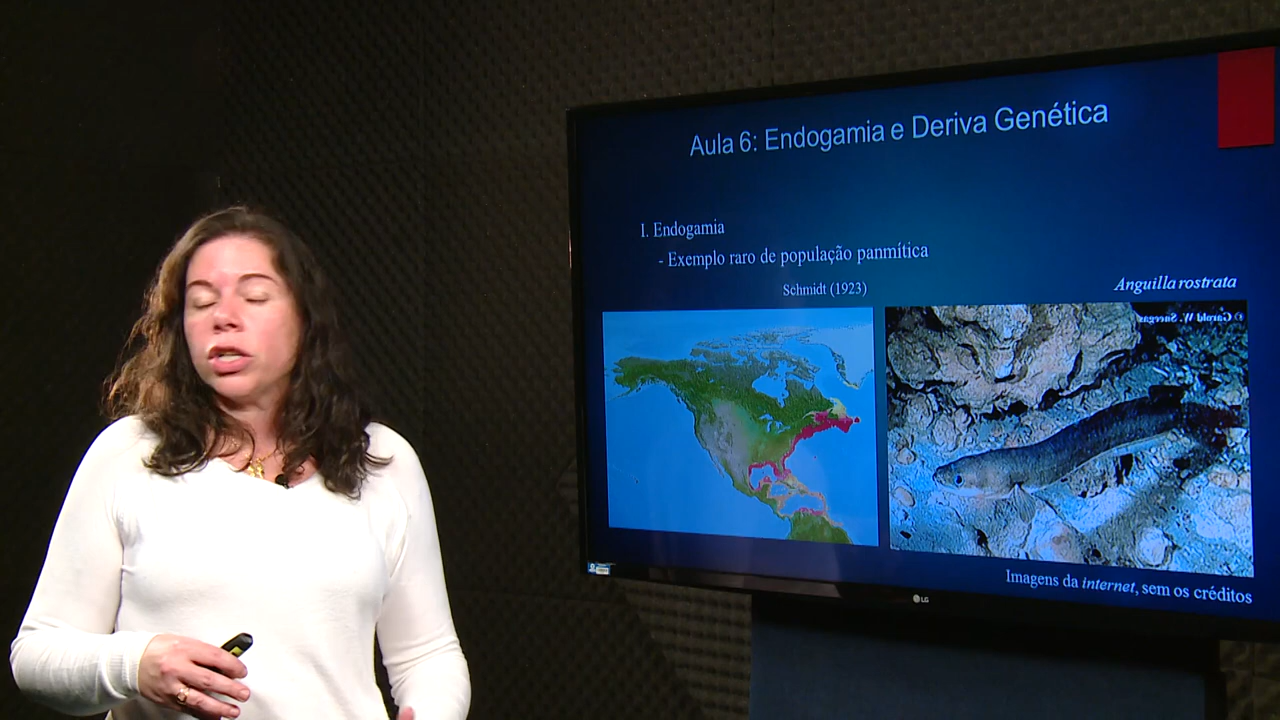 Aula 6: Endogamia e Deriva Genética
I. Endogamia
- Exemplo raro de população panmítica
Schmidt (1923)
Anguilla rostrata
Imagens da internet, sem os créditos
LG